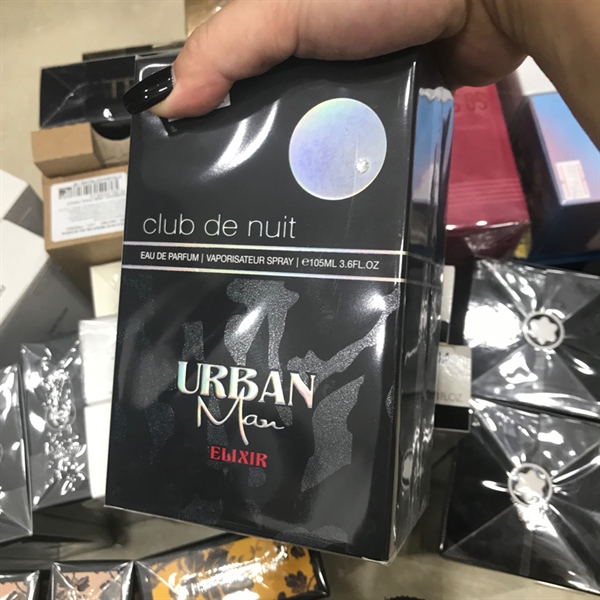 club de nuit
EAU DE PARFUM | VAPORISATEUR SPRAY | ℮105ML 3.6FL.OZ
URBAN
Man
ELIXIR